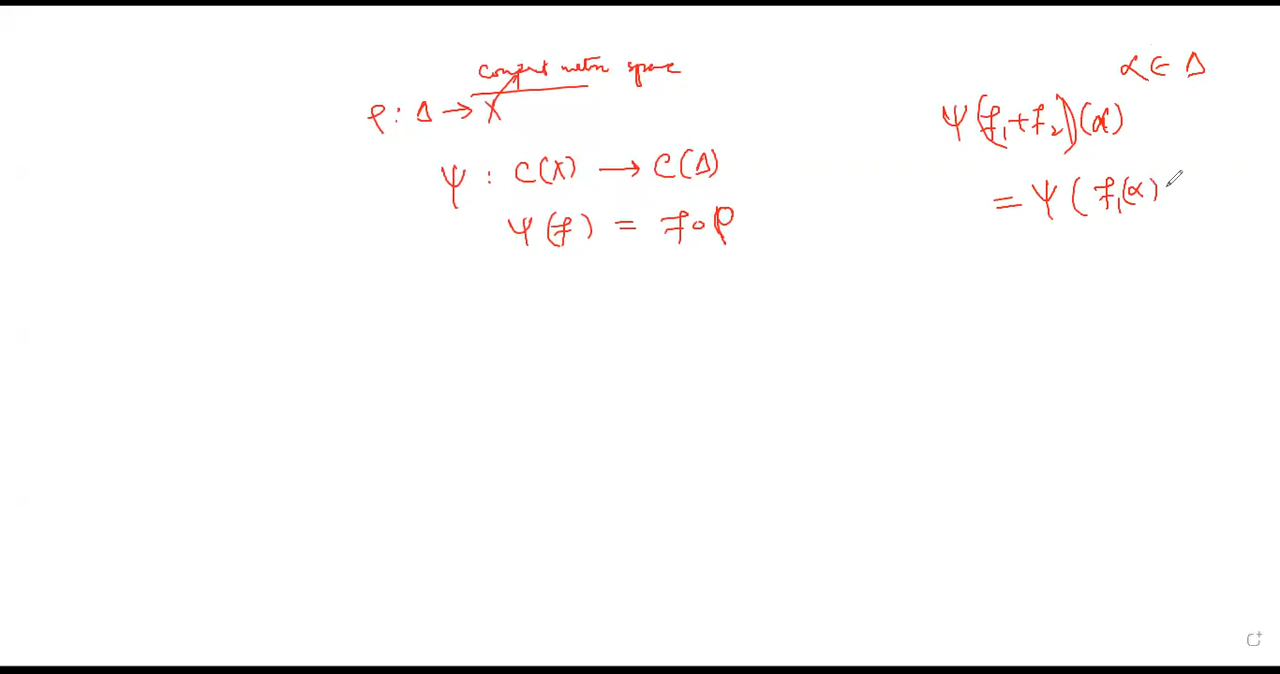 compact metric space
φ : Δ → X
Ψ : C(X) → C(Δ)
Ψ(f) = f∘φ
α ∈ Δ
Ψ(f₁+f₂)(α)
= Ψ( f₁(α)